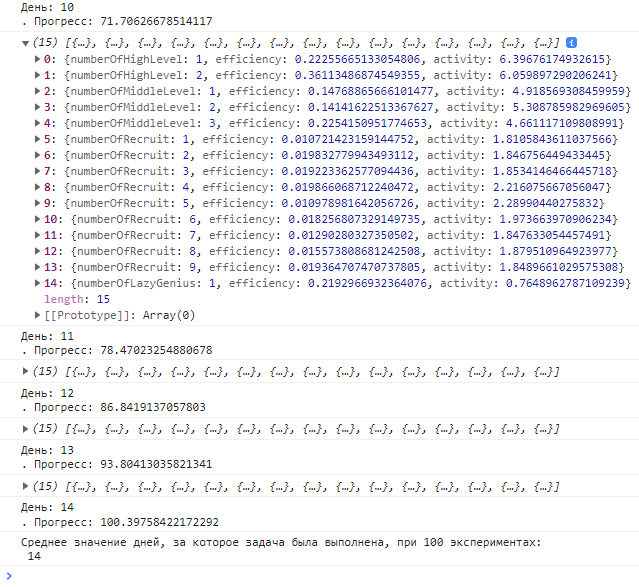 День: 10
. Прогресс: 71.70626678514117
(15) [{…}, {…}, {…}, {…}, {…}, {…}, {…}, {…}, {…}, {…}, {…}, {…}, {…}, {…}, {…}] i
0: {numberOfHighLevel: 1, efficiency: 0.22255665133054806, activity: 6.39676174932615}
1: {numberOfHighLevel: 2, efficiency: 0.36113486874549355, activity: 6.059897290206241}
2: {numberOfMiddleLevel: 1, efficiency: 0.14768865666101477, activity: 4.918569308459959}
3: {numberOfMiddleLevel: 2, efficiency: 0.14141622513367627, activity: 5.308785982969605}
4: {numberOfMiddleLevel: 3, efficiency: 0.2254150951774653, activity: 4.661117109808991}
5: {numberOfRecruit: 1, efficiency: 0.010721423159144752, activity: 1.8105843611037566}
6: {numberOfRecruit: 2, efficiency: 0.019832779943493112, activity: 1.846756449433445}
7: {numberOfRecruit: 3, efficiency: 0.019223362577094436, activity: 1.8534146466445718}
8: {numberOfRecruit: 4, efficiency: 0.019866068712240472, activity: 2.216075667056047}
9: {numberOfRecruit: 5, efficiency: 0.010978981642056726, activity: 2.28990440275832}
10: {numberOfRecruit: 6, efficiency: 0.018256807329149735, activity: 1.973663970906234}
11: {numberOfRecruit: 7, efficiency: 0.01290280327350502, activity: 1.847633054457491}
12: {numberOfRecruit: 8, efficiency: 0.015573808681242508, activity: 1.879510964923977}
13: {numberOfRecruit: 9, efficiency: 0.019364707470737805, activity: 1.8489661029575308}
14: {numberOfLazyGenius: 1, efficiency: 0.2192966932364076, activity: 0.7648962787109239}
length: 15
[[Prototype]]: Array(0)
День: 11
. Прогресс: 78.47023254880678
(15) [{…}, {…}, {…}, {…}, {…}, {…}, {…}, {…}, {…}, {…}, {…}, {…}, {…}, {…}, {…}]
День: 12
. Прогресс: 86.8419137057803
(15) [{…}, {…}, {…}, {…}, {…}, {…}, {…}, {…}, {…}, {…}, {…}, {…}, {…}, {…}, {…}]
День: 13
. Прогресс: 93.80413035821341
(15) [{…}, {…}, {…}, {…}, {…}, {…}, {…}, {…}, {…}, {…}, {…}, {…}, {…}, {…}, {…}]
День: 14
. Прогресс: 100.39758422172292
Среднее значение дней, за которое задача была выполнена, при 100 экспериментах:
14